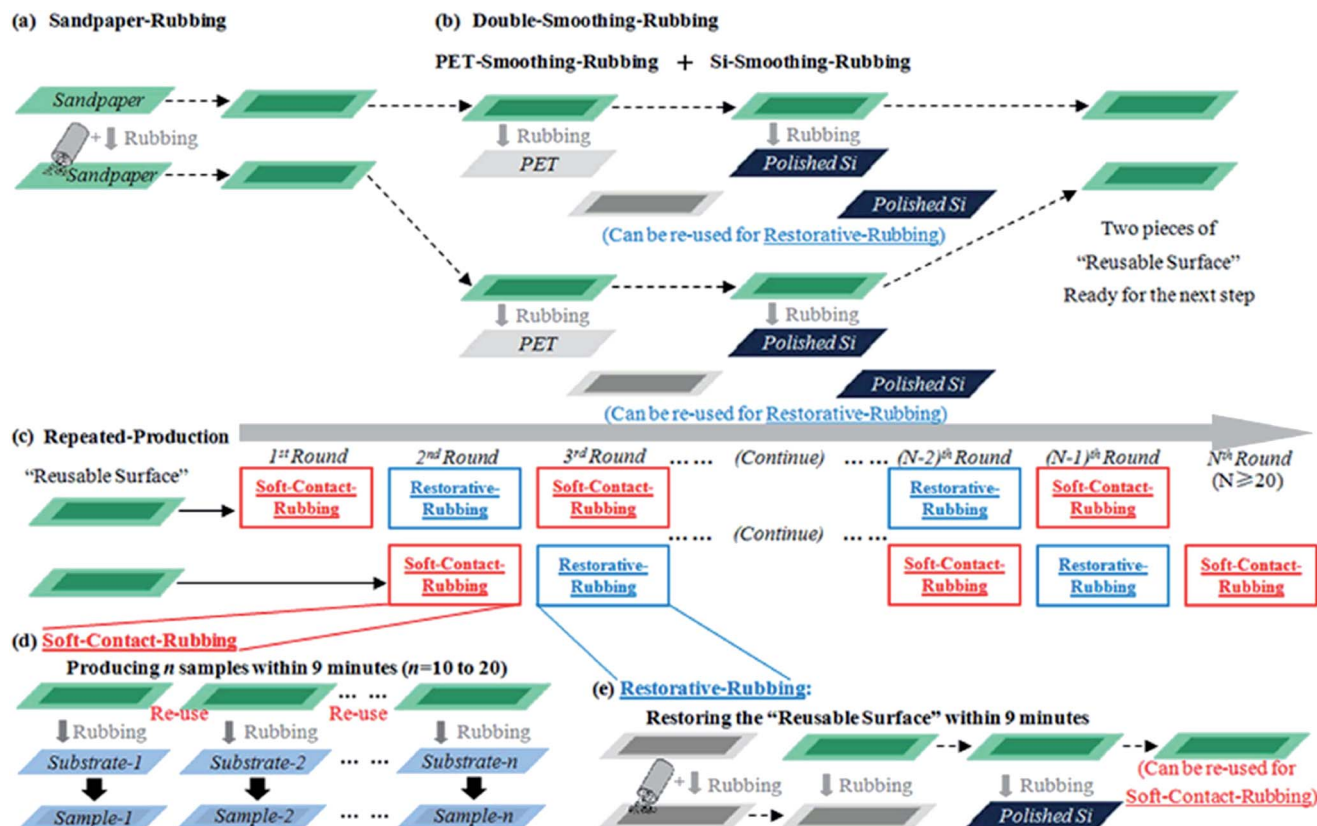 (a) Sandpaper-Rubbing
(b) Double-Smoothing-Rubbing
PET-Smoothing-Rubbing + Si-Smoothing-Rubbing
Sandpaper
+ Rubbing
Sandpaper
Rubbing
PET
Rubbing
Polished Si
Polished Si
(Can be re-used for Restorative-Rubbing)
Rubbing
PET
Rubbing
Polished Si
Polished Si
(Can be re-used for Restorative-Rubbing)
Two pieces of
“Reusable Surface”
Ready for the next step
(c) Repeated-Production
“Reusable Surface”
1st Round
2nd Round
3rd Round
... ... (Continue) ... ...
(N-2)th Round
(N-1)th Round
Nth Round
(N≥20)
Soft-Contact-
Rubbing
Restorative-
Rubbing
Soft-Contact-
Rubbing
Restorative-
Rubbing
Soft-Contact-
Rubbing
... ... (Continue) ... ...
Soft-Contact-
Rubbing
Restorative-
Rubbing
Soft-Contact-
Rubbing
Restorative-
Rubbing
Soft-Contact-
Rubbing
(d) Soft-Contact-Rubbing
Producing n samples within 9 minutes (n=10 to 20)
... ...
Re-use
Re-use
Rubbing
Rubbing
Rubbing
Substrate-1
Substrate-2
... ...
Substrate-n
Sample-1
Sample-2
... ...
Sample-n
(e) Restorative-Rubbing:
Restoring the “Reusable Surface” within 9 minutes
+ Rubbing
Rubbing
Rubbing
Polished Si
(Can be re-used for
Soft-Contact-Rubbing)